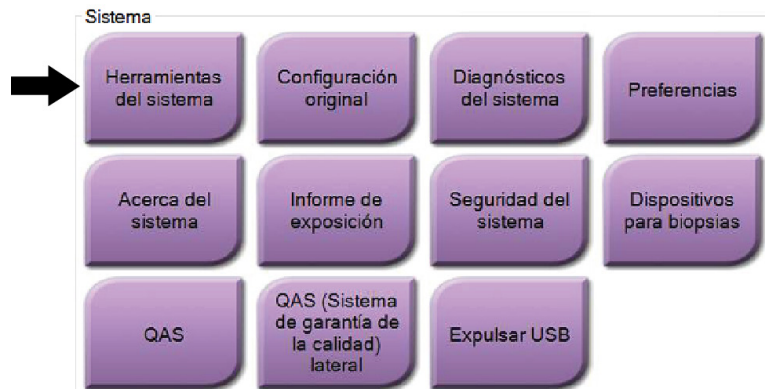 Sistema
Herramientas
del sistema
Configuración
original
Diagnósticos
del sistema
Preferencias
Acerca del
sistema
Informe de
exposición
Seguridad del
sistema
Dispositivos
para biopsias
QAS
QAS (Sistema
de garantía de
la calidad)
lateral
Expulsar USB